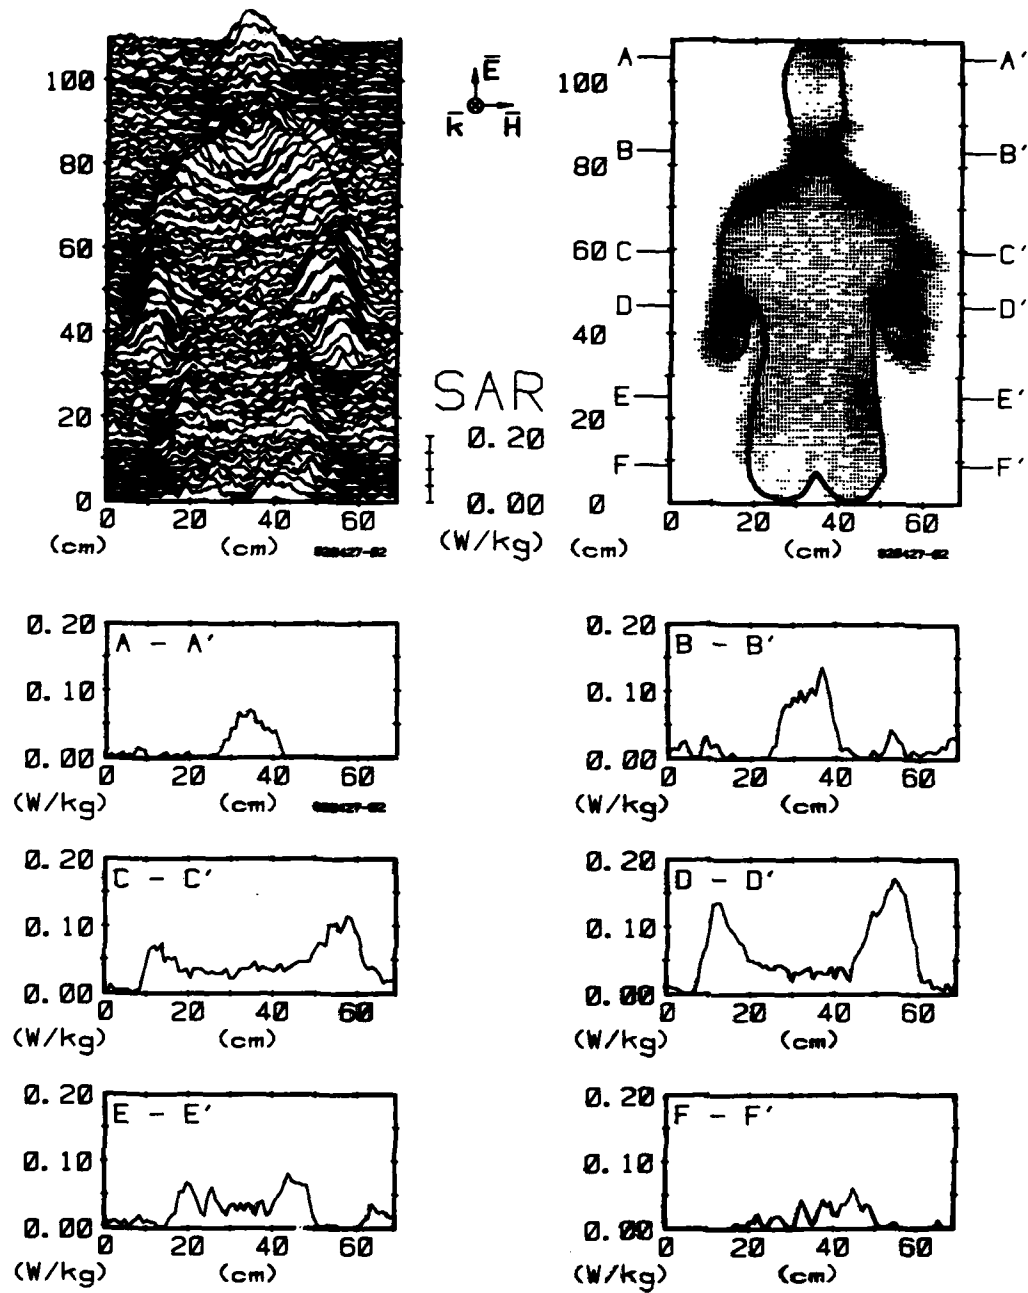 100
80
60
40
20
0
0 20 40 60
(cm) (cm)
E
k H
SAR
0.20
0.00
(W/kg)
100
80
60
40
20
0
A A'
B B'
C C'
D D'
E E'
F F'
0 20 40 60
(cm) (cm)
0.20
0.10
0.00
A - A'
0 20 40 60
(W/kg) (cm)
0.20
0.10
0.00
B - B'
0 20 40 60
(W/kg) (cm)
0.20
0.10
0.00
C - C'
0 20 40 60
(W/kg) (cm)
0.20
0.10
0.00
D - D'
0 20 40 60
(W/kg) (cm)
0.20
0.10
0.00
E - E'
0 20 40 60
(W/kg) (cm)
0.20
0.10
0.00
F - F'
0 20 40 60
(W/kg) (cm)